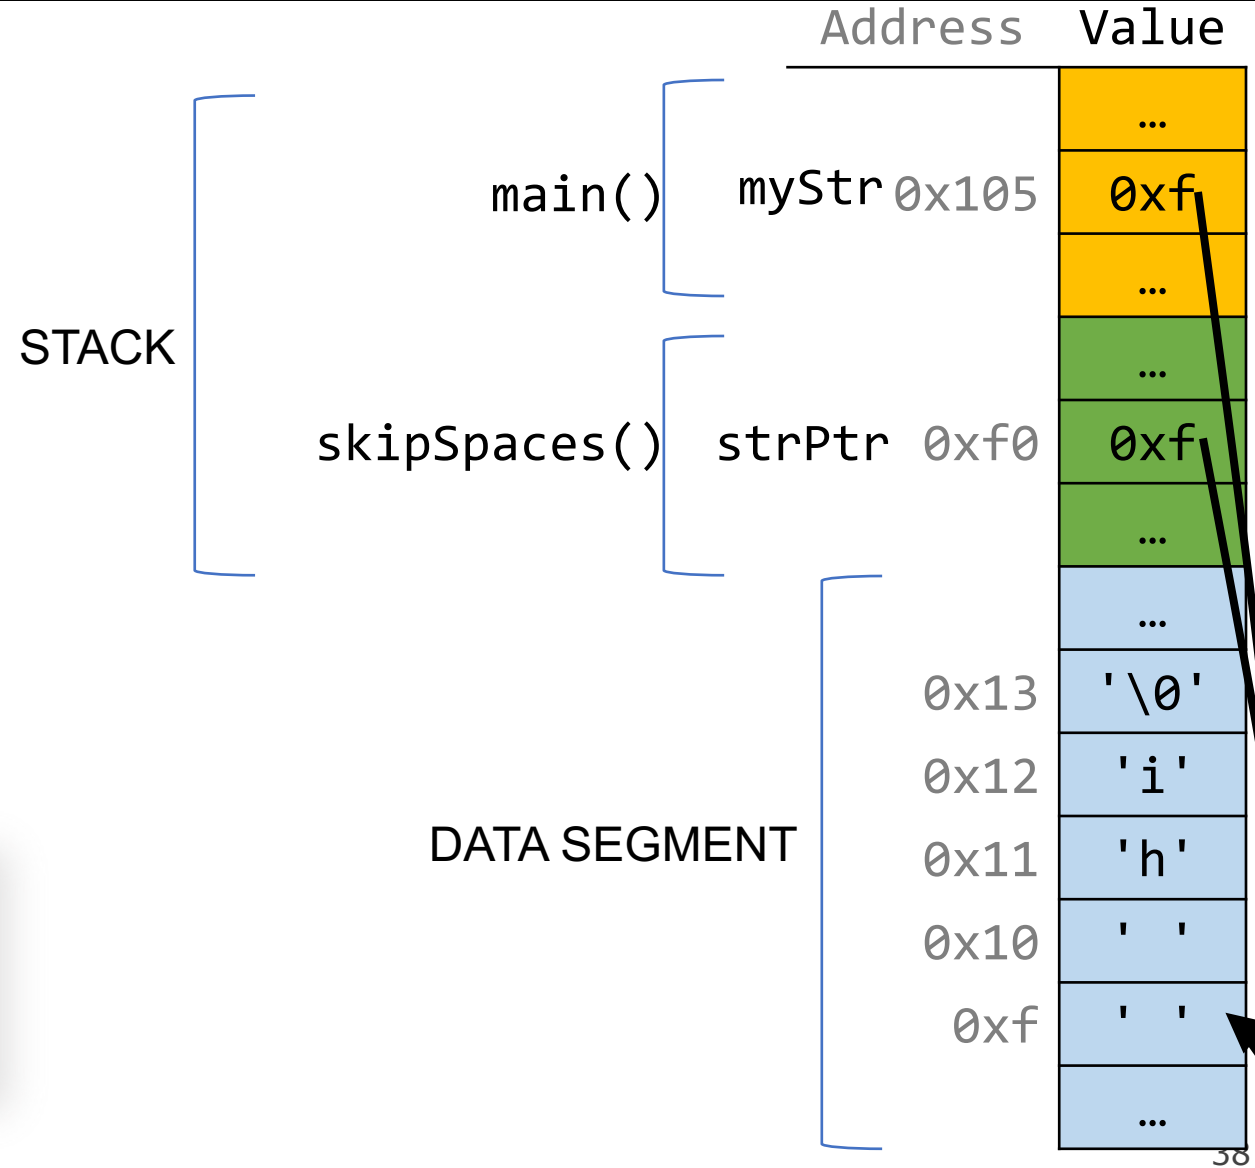 Address Value
…
main() myStr 0x105 0xf
…
STACK
…
skipSpaces() strPtr 0xf0 0xf
…
…
0x13 '\0'
0x12 'i'
DATA SEGMENT
0x11 'h'
0x10 ' '
0xf ' '
…
38